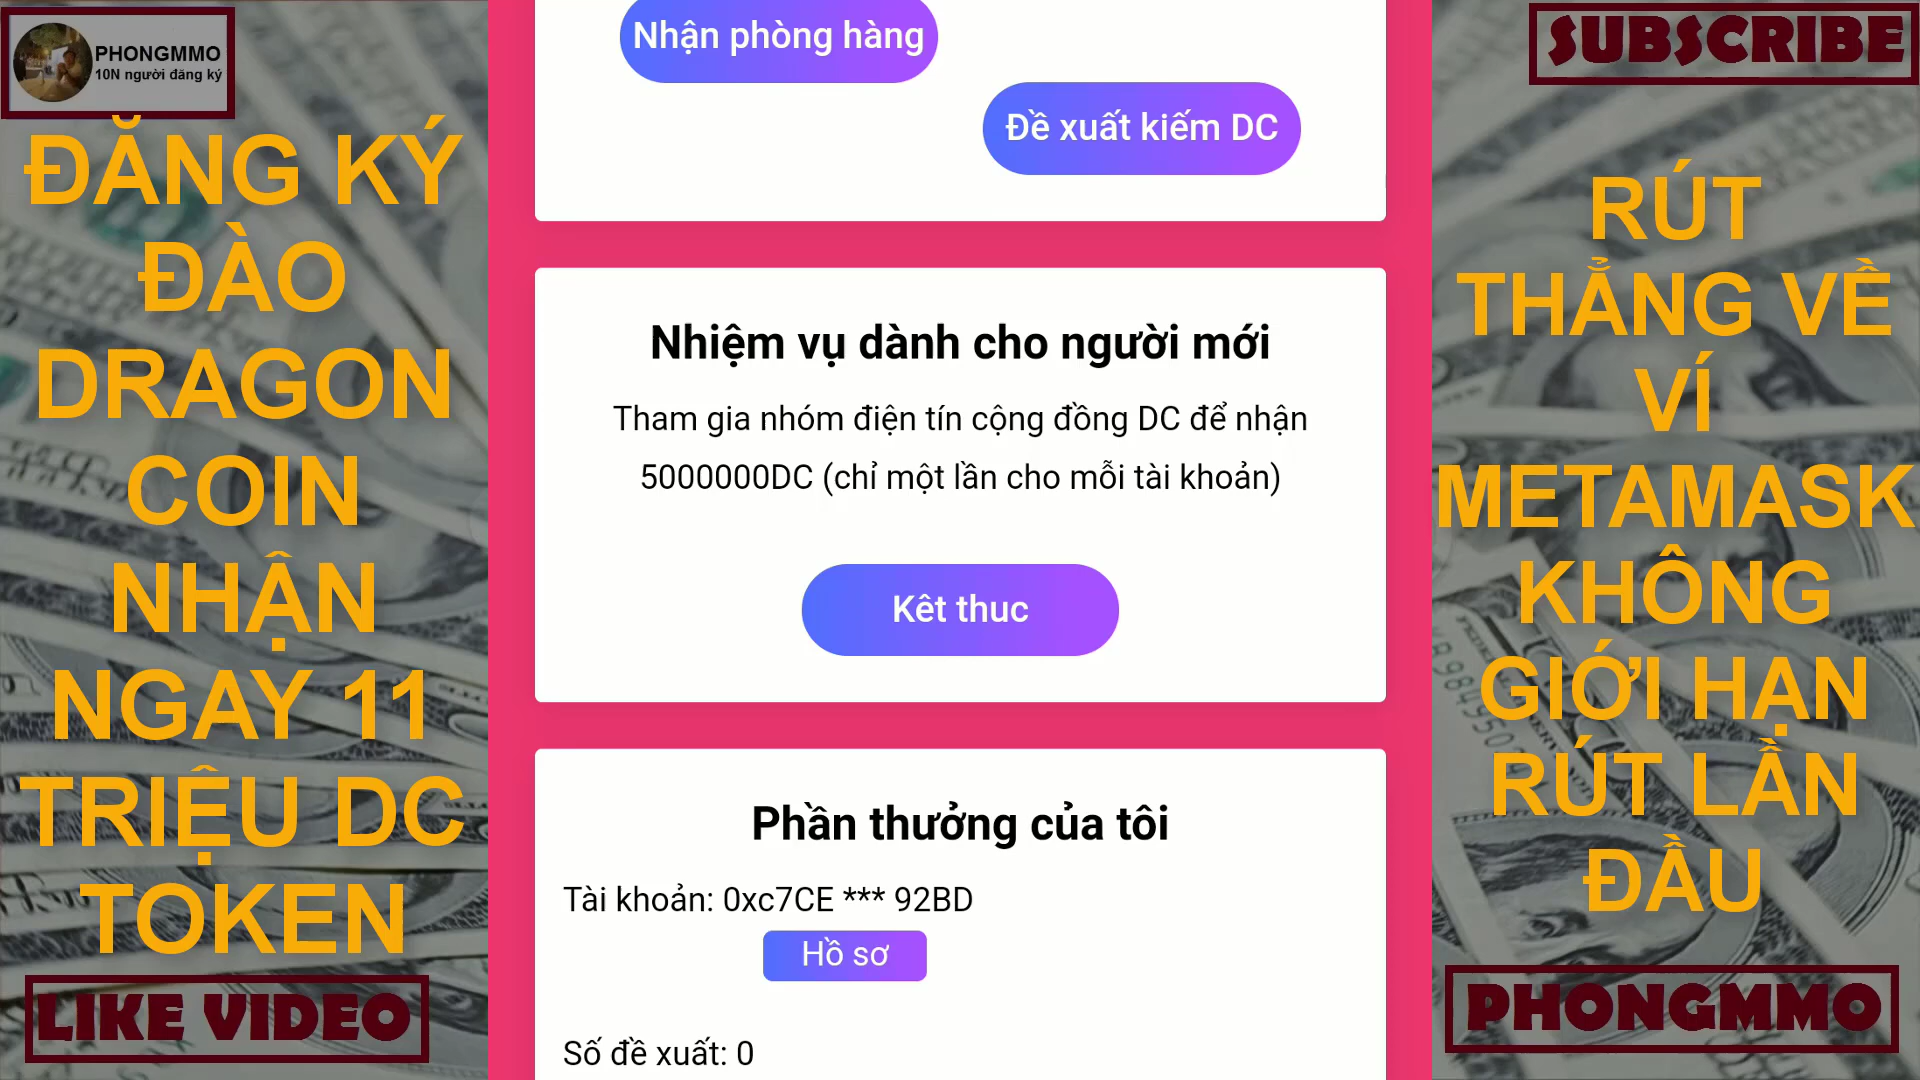 PHONGMMO
10N người đăng ký
ĐĂNG KÝ
ĐÀO
DRAGON
COIN
NHẬN
NGAY 11
TRIỆU DC
TOKEN
LIKE VIDEO
Nhận phòng hàng
Đề xuất kiếm DC
Nhiệm vụ dành cho người mới
Tham gia nhóm điện tín cộng đồng DC để nhận
5000000DC (chỉ một lần cho mỗi tài khoản)
Kêt thuc
Phần thưởng của tôi
Tài khoản: 0xc7CE *** 92BD
Hồ sơ
Số đề xuất: 0
SUBSCRIBE
RÚT
THẲNG VỀ
VÍ
METAMASK
KHÔNG
GIỚI HẠN
RÚT LẦN
ĐẦU
PHONGMMO